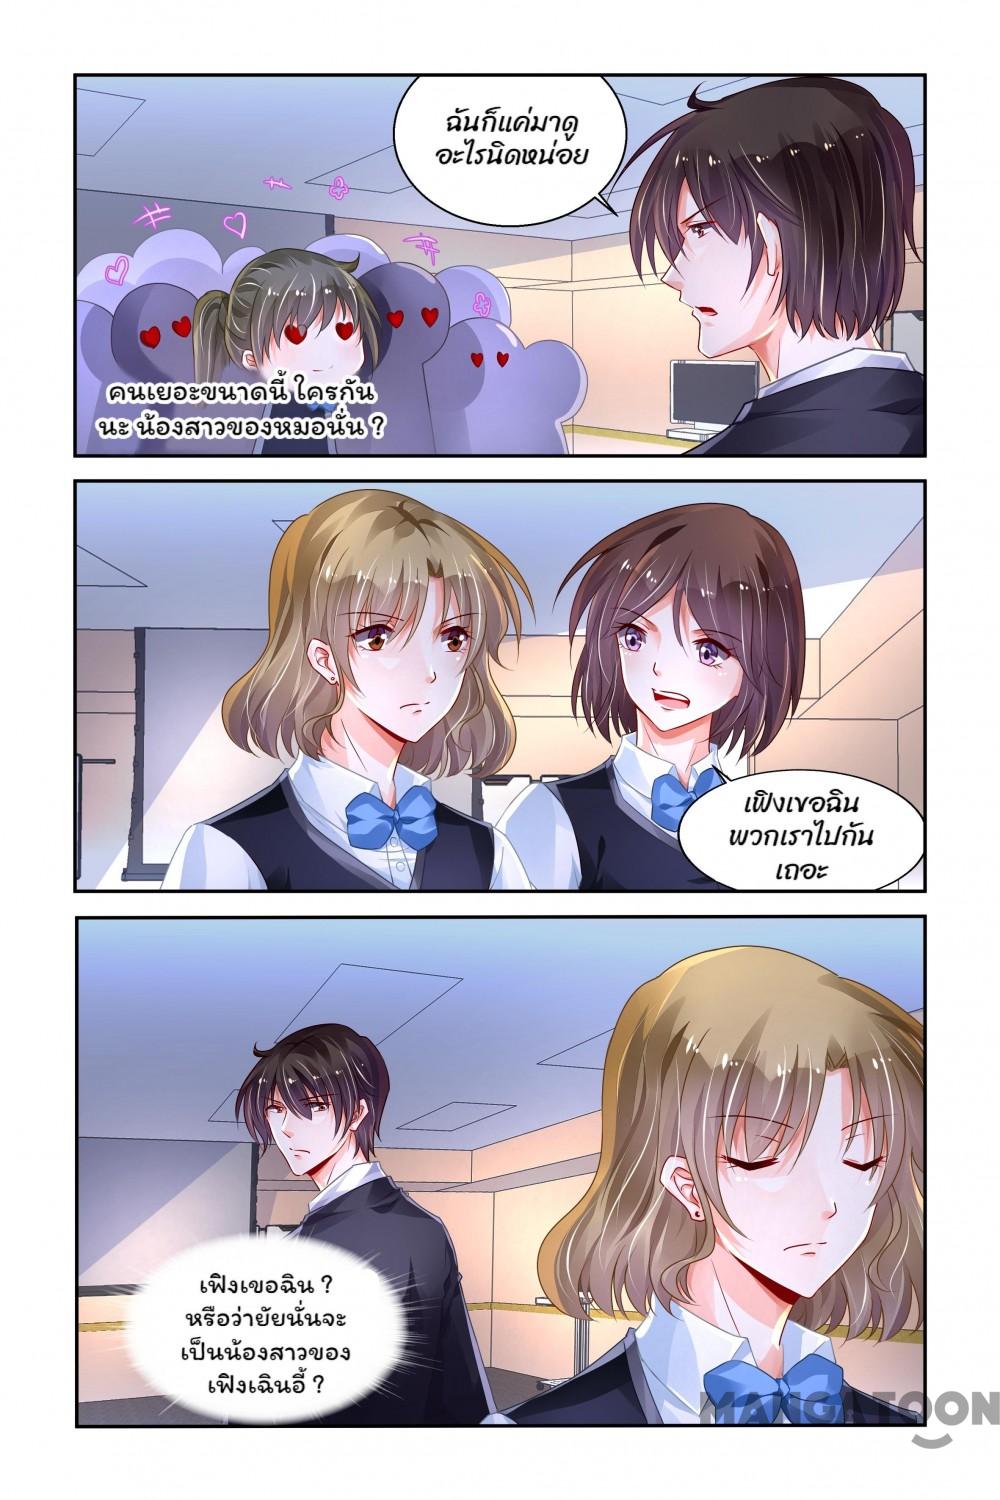 ฉันก็แค่มาดู
อะไรนิดหน่อย
คนเยอะขนาดนี้ ใครกัน
นะ น้องสาวของหมอนั่น ?
เฟิงเขอฉิน
พวกเราไปกัน
เถอะ
เฟิงเขอฉิน ?
หรือว่ายัยนั่นจะ
เป็นน้องสาวของ
เฟิงเฉินอี้ ?
MANGATOON